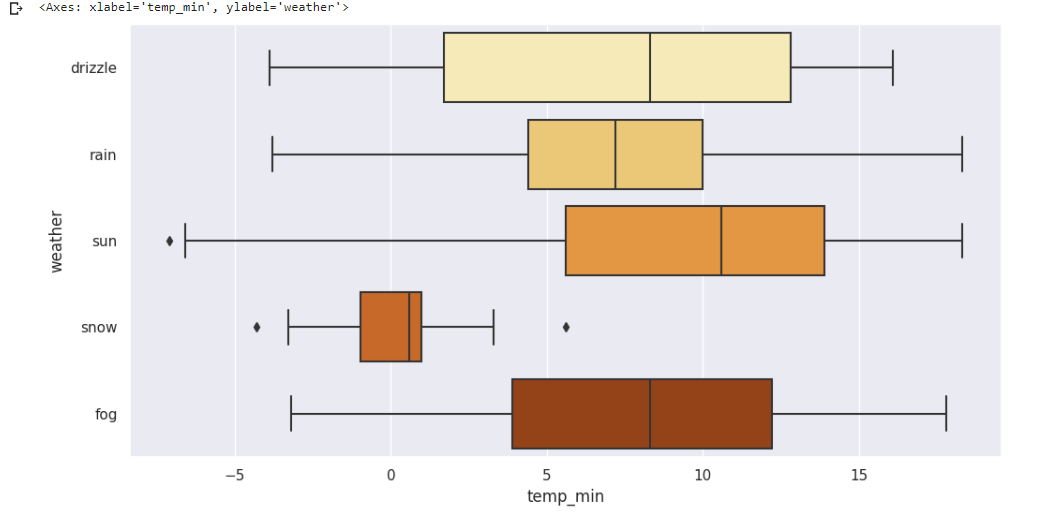 <Axes: xlabel='temp_min', ylabel='weather'>
drizzle
rain
sun
snow
fog
weather
−5 0 5 10 15
temp_min